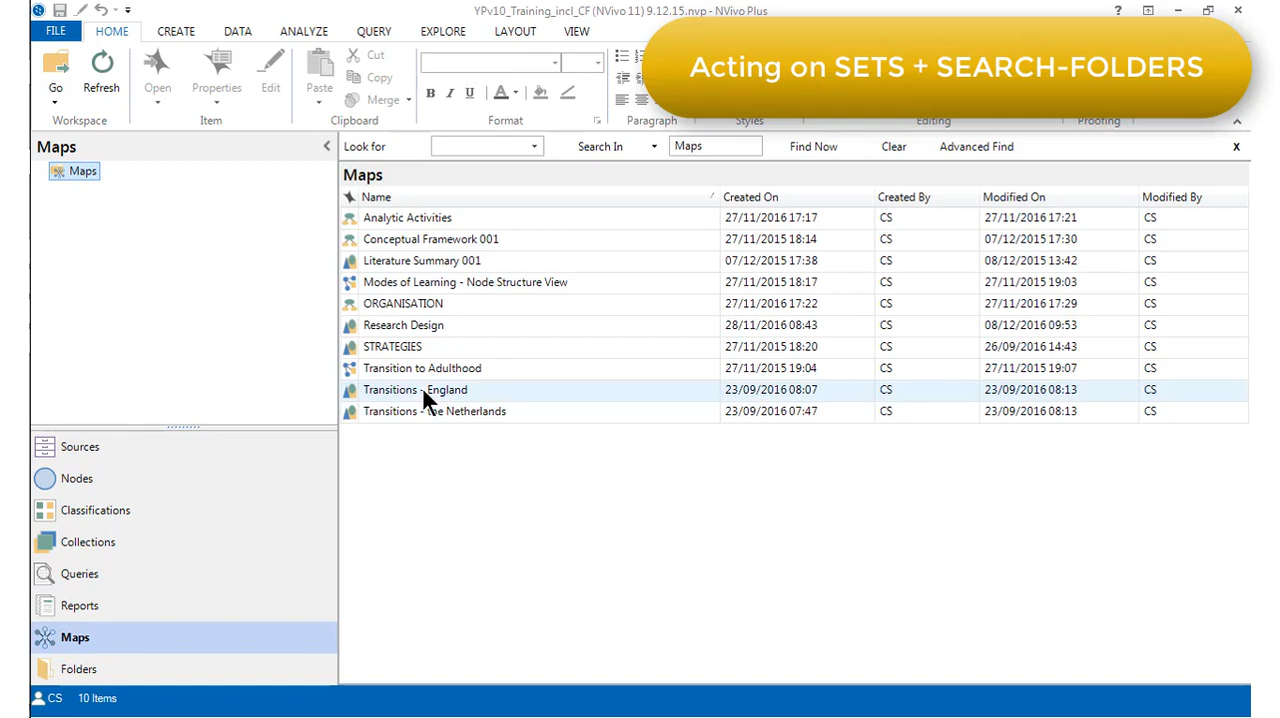 YPv10_Training_incl_CF (NVivo 11) 9.12.15.nvp - NVivo Plus
FILE HOME CREATE DATA ANALYZE QUERY EXPLORE LAYOUT VIEW
Acting on SETS + SEARCH-FOLDERS
Go Refresh Open Properties Edit Paste Cut Copy Merge
B I U A
Workspace Item Clipboard Format Paragraph Styles Editing Proofing
Maps
Look for Search In Maps Find Now Clear Advanced Find x
Maps
Maps
Name Created On Created By Modified On Modified By
Analytic Activities 27/11/2016 17:17 CS 27/11/2016 17:21 CS
Conceptual Framework 001 27/11/2015 18:14 CS 07/12/2015 17:30 CS
Literature Summary 001 07/12/2015 17:38 CS 08/12/2015 13:42 CS
Modes of Learning - Node Structure View 27/11/2015 18:17 CS 27/11/2015 19:03 CS
ORGANISATION 27/11/2016 17:22 CS 27/11/2016 17:29 CS
Research Design 28/11/2016 08:43 CS 08/12/2016 09:53 CS
STRATEGIES 27/11/2015 18:20 CS 26/09/2016 14:43 CS
Transition to Adulthood 27/11/2015 19:04 CS 27/11/2015 19:07 CS
Transitions - England 23/09/2016 08:07 CS 23/09/2016 08:13 CS
Transitions - the Netherlands 23/09/2016 07:47 CS 23/09/2016 08:13 CS
Sources
Nodes
Classifications
Collections
Queries
Reports
Maps
Folders
CS 10 Items